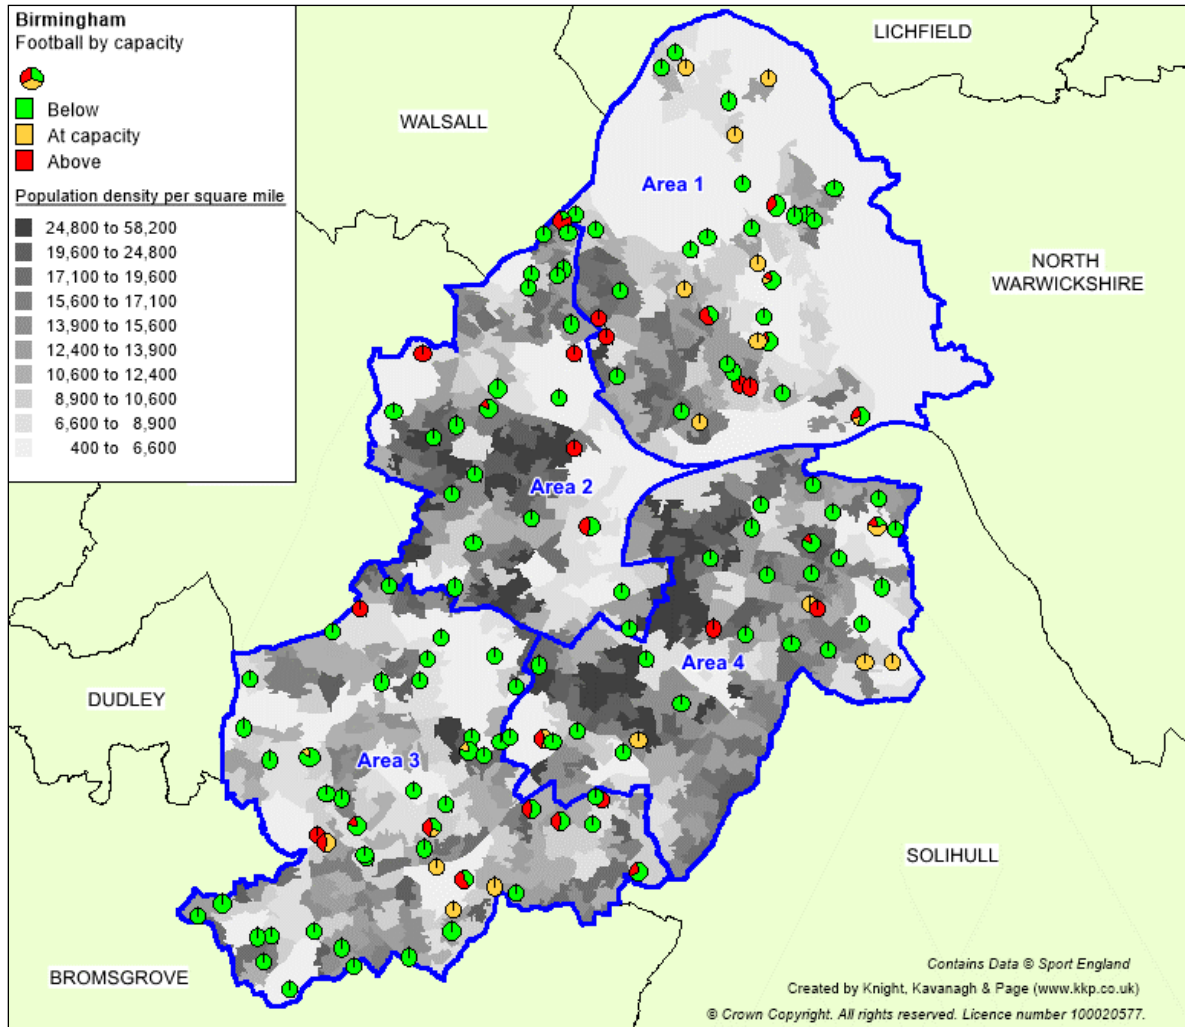 Birmingham
Football by capacity
Below
At capacity
Above
Population density per square mile
24,800 to 58,200
19,600 to 24,800
17,100 to 19,600
15,600 to 17,100
13,900 to 15,600
12,400 to 13,900
10,600 to 12,400
8,900 to 10,600
6,600 to 8,900
400 to 6,600
LICHFIELD
WALSALL
Area 1
NORTH
WARWICKSHIRE
Area 2
Area 4
DUDLEY
Area 3
SOLIHULL
BROMSGROVE
Contains Data © Sport England
Created by Knight, Kavanagh & Page (www.kkp.co.uk)
© Crown Copyright. All rights reserved. Licence number 100020577.